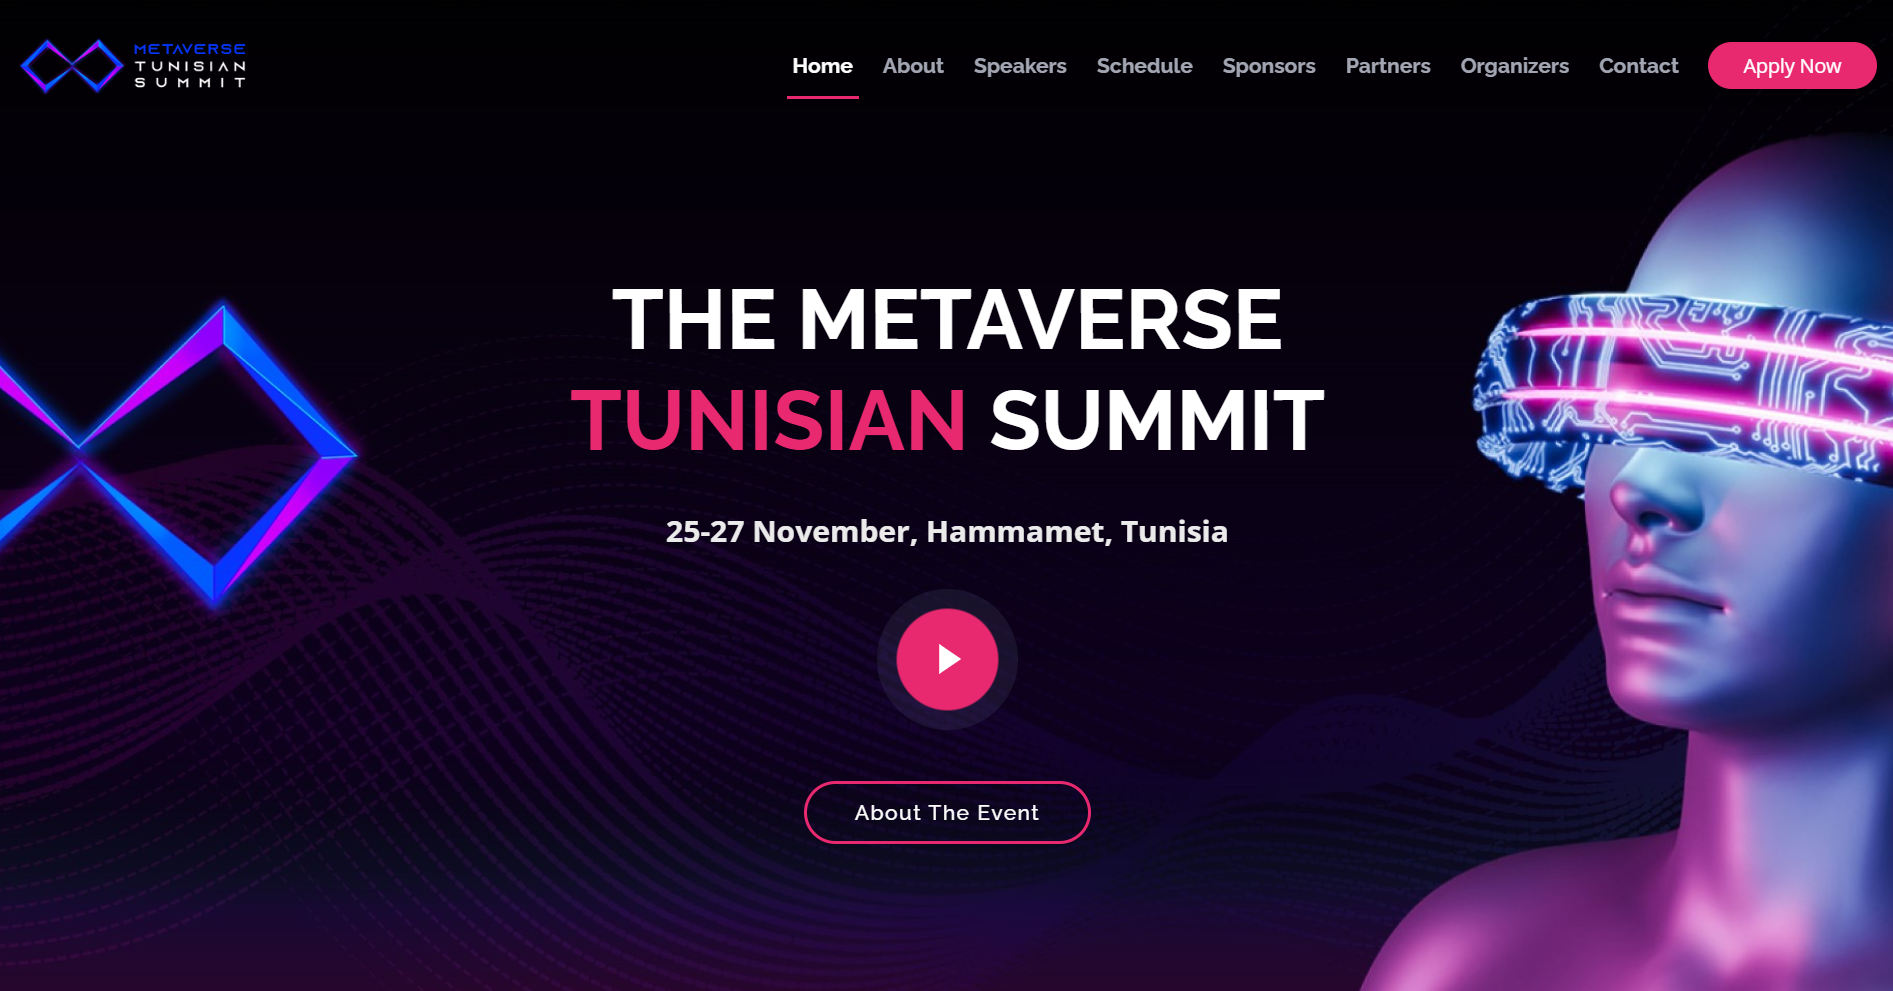 METAVERSE
TUNISIAN
SUMMIT
Home About Speakers Schedule Sponsors Partners Organizers Contact Apply Now
THE METAVERSE
TUNISIAN SUMMIT
25-27 November, Hammamet, Tunisia
About The Event